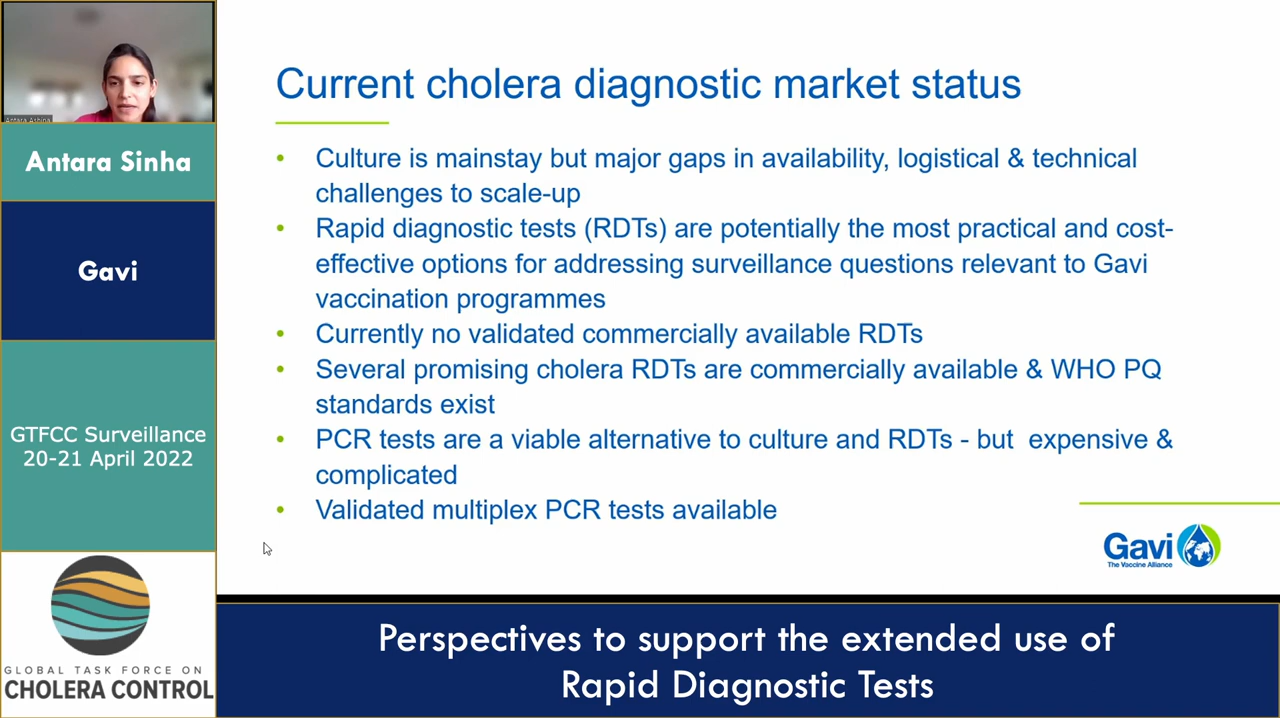 Antara Sinha
Gavi
GTFCC Surveillance
20-21 April 2022
GLOBAL TASK FORCE ON
CHOLERA CONTROL
Current cholera diagnostic market status
• Culture is mainstay but major gaps in availability, logistical & technical
challenges to scale-up
• Rapid diagnostic tests (RDTs) are potentially the most practical and cost-
effective options for addressing surveillance questions relevant to Gavi
vaccination programmes
• Currently no validated commercially available RDTs
• Several promising cholera RDTs are commercially available & WHO PQ
standards exist
• PCR tests are a viable alternative to culture and RDTs - but expensive &
complicated
• Validated multiplex PCR tests available
Gavi
The Vaccine Alliance
Perspectives to support the extended use of
Rapid Diagnostic Tests